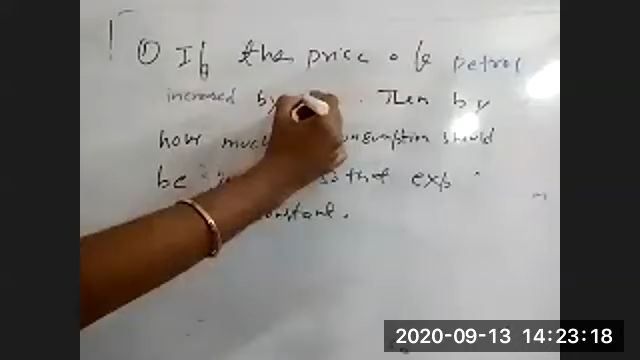 ① If the price of petrol
increased by . Then by
how much consumption should
be so that exp
constant.
2020-09-13 14:23:18